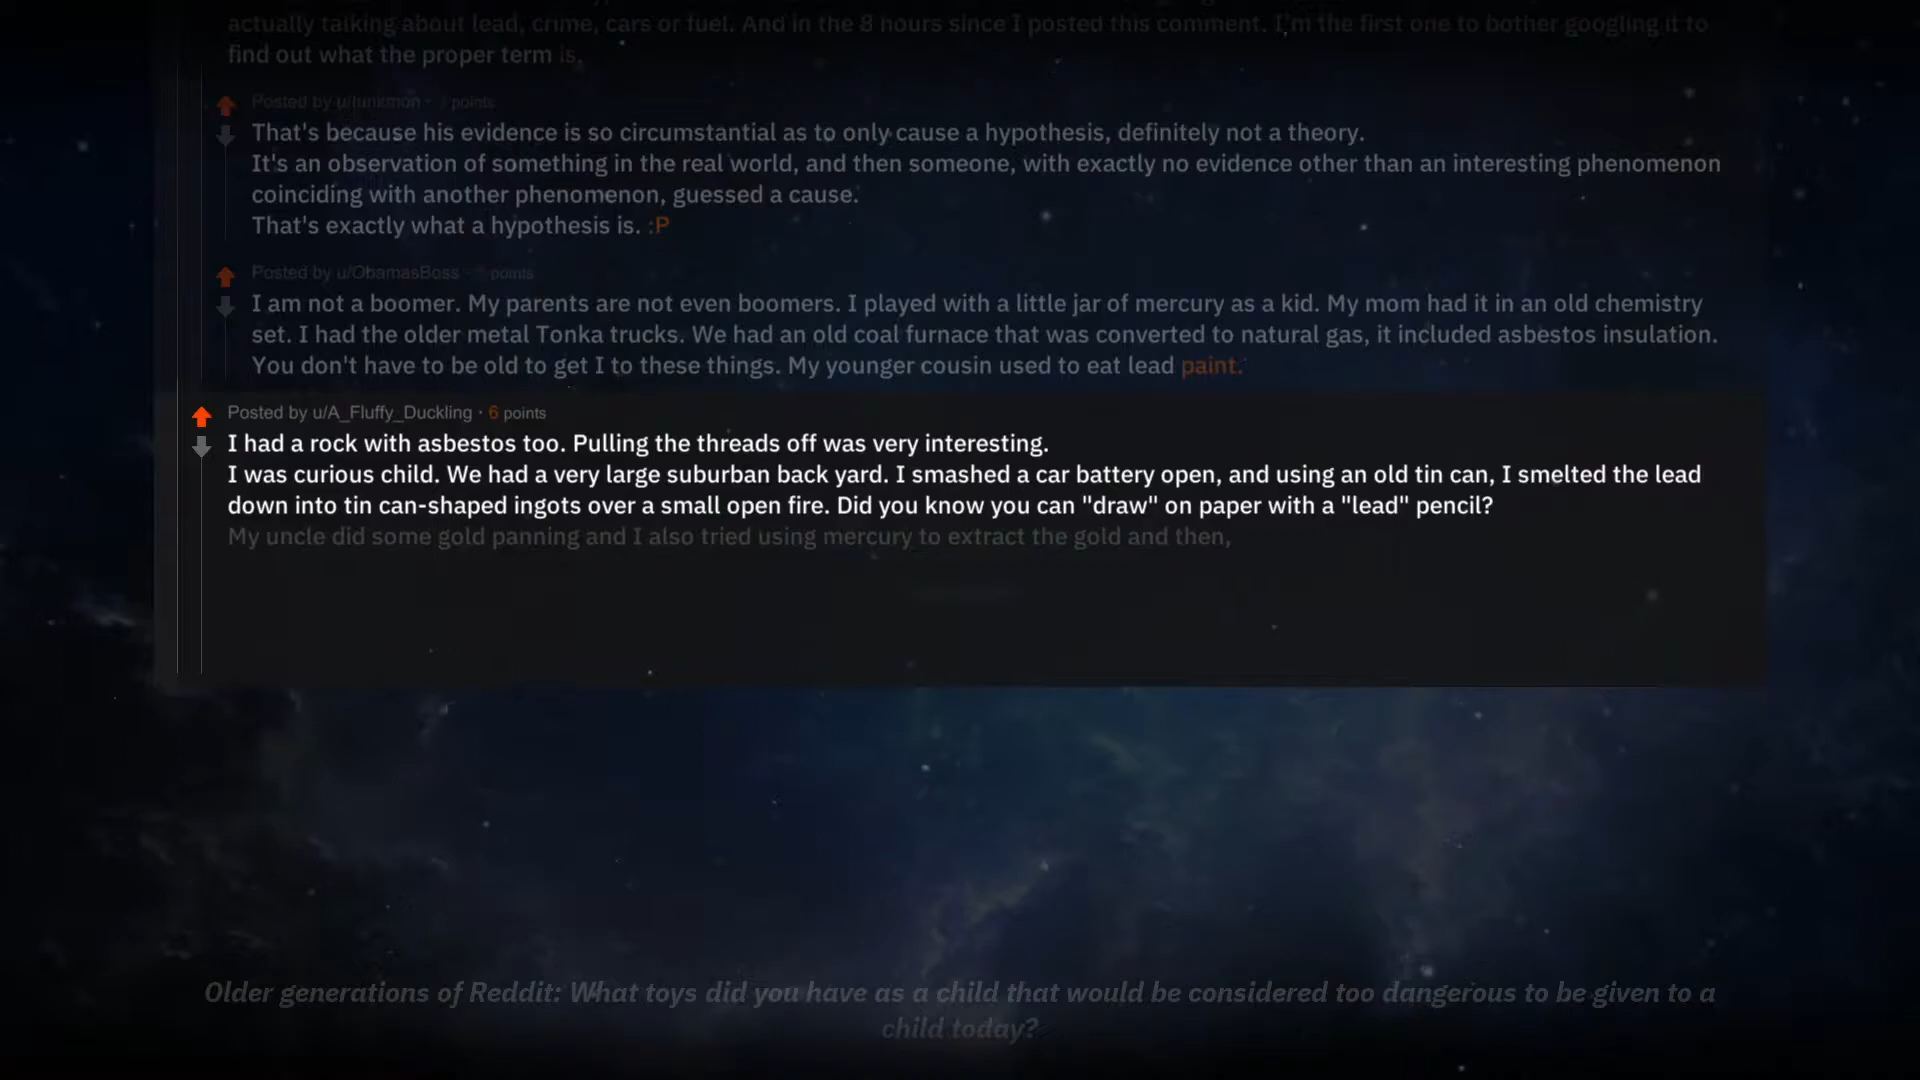 actually talking about lead, crime, cars or fuel. And in the 8 hours since I posted this comment. I'm the first one to bother googling it to
find out what the proper term is.
Posted by u/Iunkmon · points
That's because his evidence is so circumstantial as to only cause a hypothesis, definitely not a theory.
It's an observation of something in the real world, and then someone, with exactly no evidence other than an interesting phenomenon
coinciding with another phenomenon, guessed a cause.
That's exactly what a hypothesis is. :P
Posted by u/ObamasBoss · points
I am not a boomer. My parents are not even boomers. I played with a little jar of mercury as a kid. My mom had it in an old chemistry
set. I had the older metal Tonka trucks. We had an old coal furnace that was converted to natural gas, it included asbestos insulation.
You don't have to be old to get I to these things. My younger cousin used to eat lead paint.
Posted by u/A_Fluffy_Duckling · 6 points
I had a rock with asbestos too. Pulling the threads off was very interesting.
I was curious child. We had a very large suburban back yard. I smashed a car battery open, and using an old tin can, I smelted the lead
down into tin can-shaped ingots over a small open fire. Did you know you can "draw" on paper with a "lead" pencil?
My uncle did some gold panning and I also tried using mercury to extract the gold and then,
Older generations of Reddit: What toys did you have as a child that would be considered too dangerous to be given to a
child today?